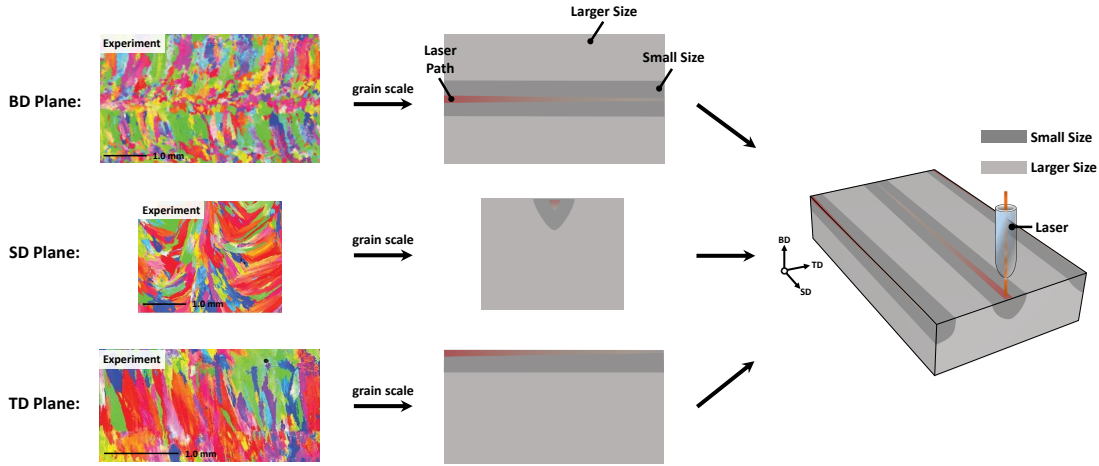 Larger Size
Experiment
Laser
Path
Small Size
BD Plane:
grain scale
1.0 mm
Small Size
Larger Size
Experiment
Laser
SD Plane:
grain scale
BD
TD
SD
1.0 mm
Experiment
TD Plane:
grain scale
1.0 mm